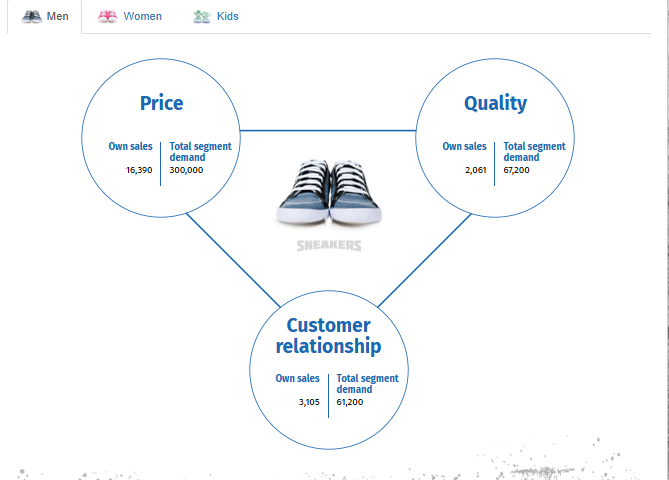 Men
Women
Kids
Price
Own sales
Total segment
demand
16,390
300,000
Quality
Own sales
Total segment
demand
2,061
67,200
SNEAKERS
Customer
relationship
Own sales
Total segment
demand
3,105
61,200